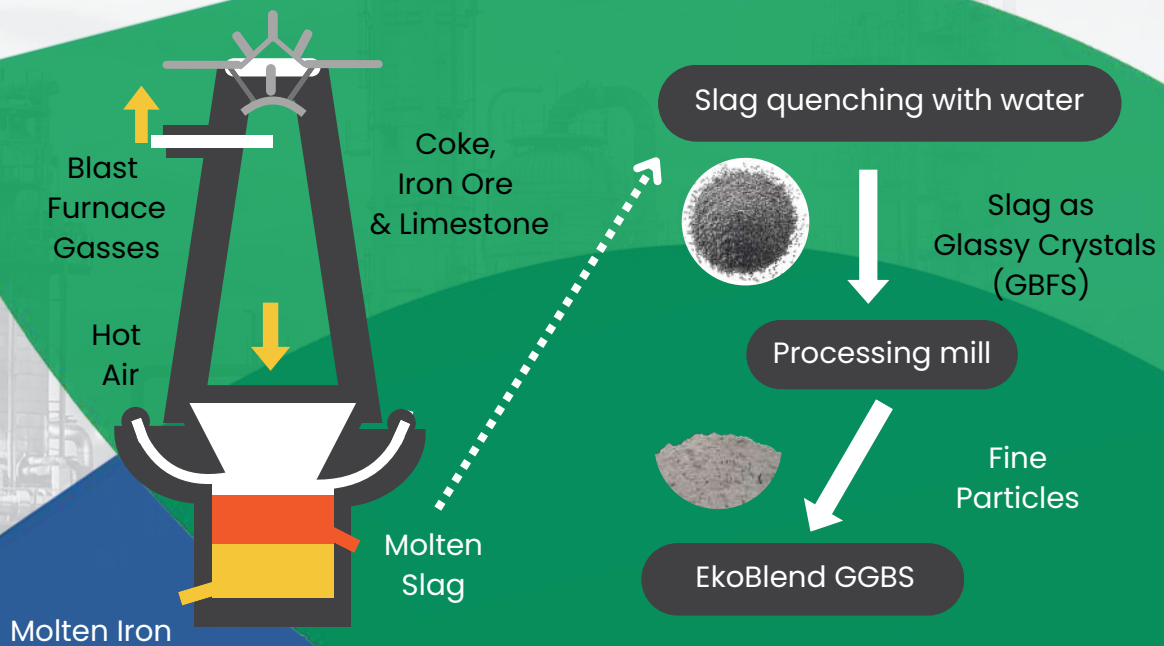 Blast
Furnace
Gasses
Coke,
Iron Ore
& Limestone
Hot
Air
Molten
Slag
Molten Iron
Slag quenching with water
Slag as
Glassy Crystals
(GBFS)
Processing mill
Fine
Particles
EkoBlend GGBS